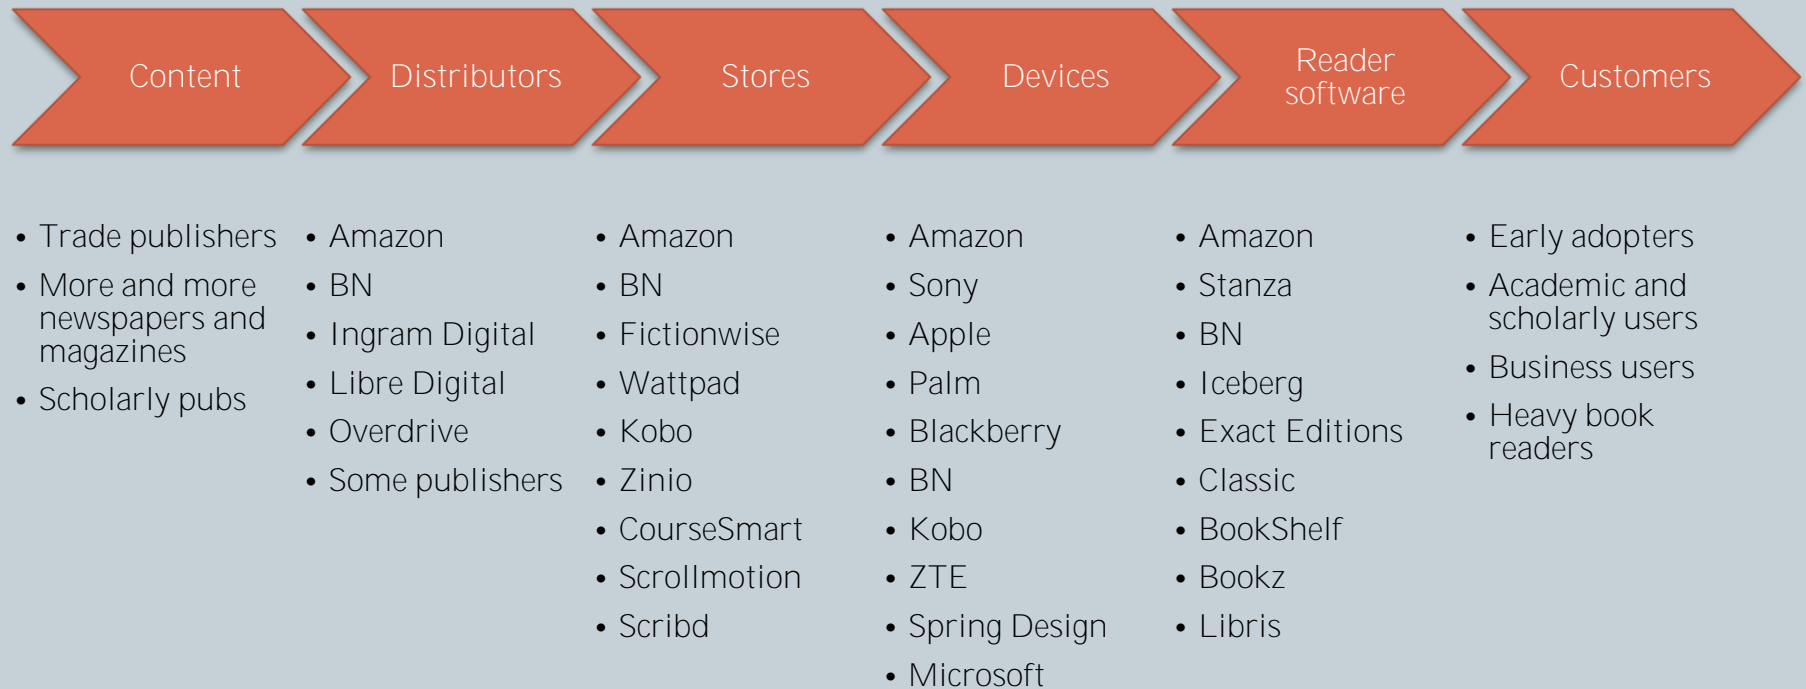 Content
Distributors
Stores
Devices
Reader
software
Customers
• Trade publishers
• More and more
newspapers and
magazines
• Scholarly pubs
• Amazon
• BN
• Ingram Digital
• Libre Digital
• Overdrive
• Some publishers
• Amazon
• BN
• Fictionwise
• Wattpad
• Kobo
• Zinio
• CourseSmart
• Scrollmotion
• Scribd
• Amazon
• Sony
• Apple
• Palm
• Blackberry
• BN
• Kobo
• ZTE
• Spring Design
• Microsoft
• Amazon
• Stanza
• BN
• Iceberg
• Exact Editions
• Classic
• BookShelf
• Bookz
• Libris
• Early adopters
• Academic and
scholarly users
• Business users
• Heavy book
readers